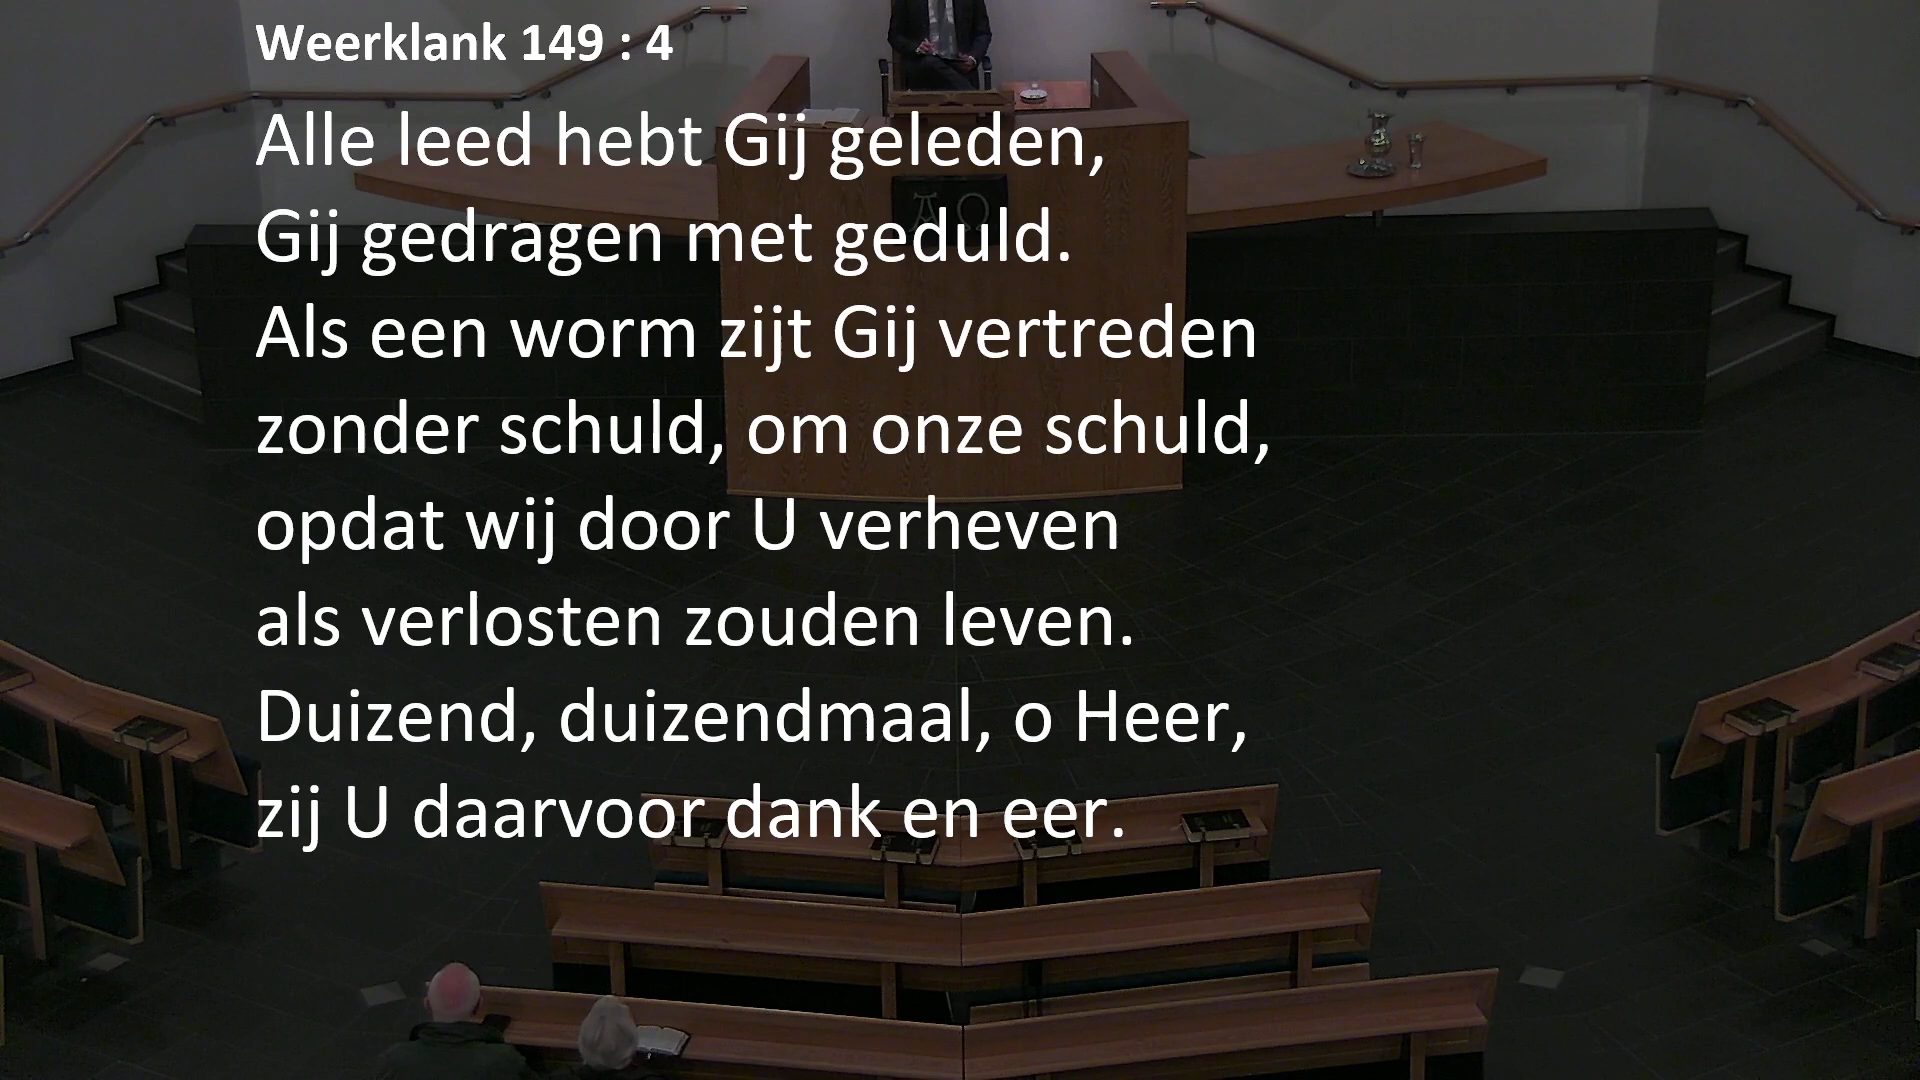 Weerklank 149 : 4
Alle leed hebt Gij geleden,
Gij gedragen met geduld.
Als een worm zijt Gij vertreden
zonder schuld, om onze schuld,
opdat wij door U verheven
als verlosten zouden leven.
Duizend, duizendmaal, o Heer,
zij U daarvoor dank en eer.
Α Ω